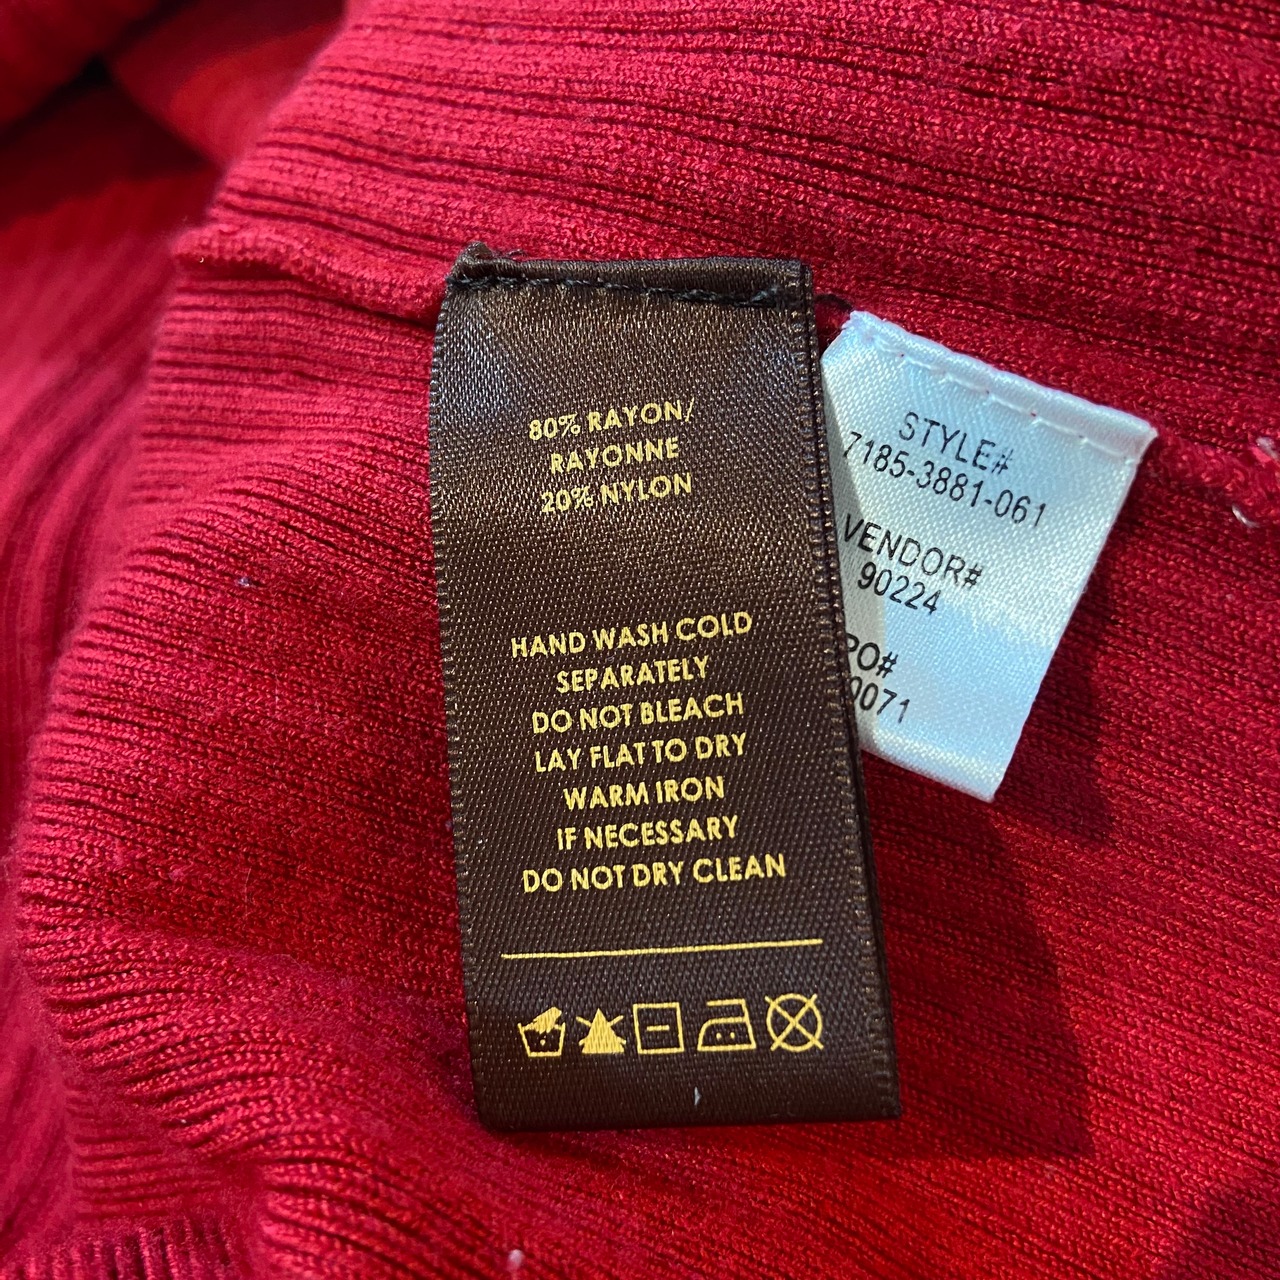 80% RAYON/
RAYONNE
20% NYLON
HAND WASH COLD
SEPARATELY
DO NOT BLEACH
LAY FLAT TO DRY
WARM IRON
IF NECESSARY
DO NOT DRY CLEAN
STYLE#
7185-3881-061
VENDOR#
90224
PO#